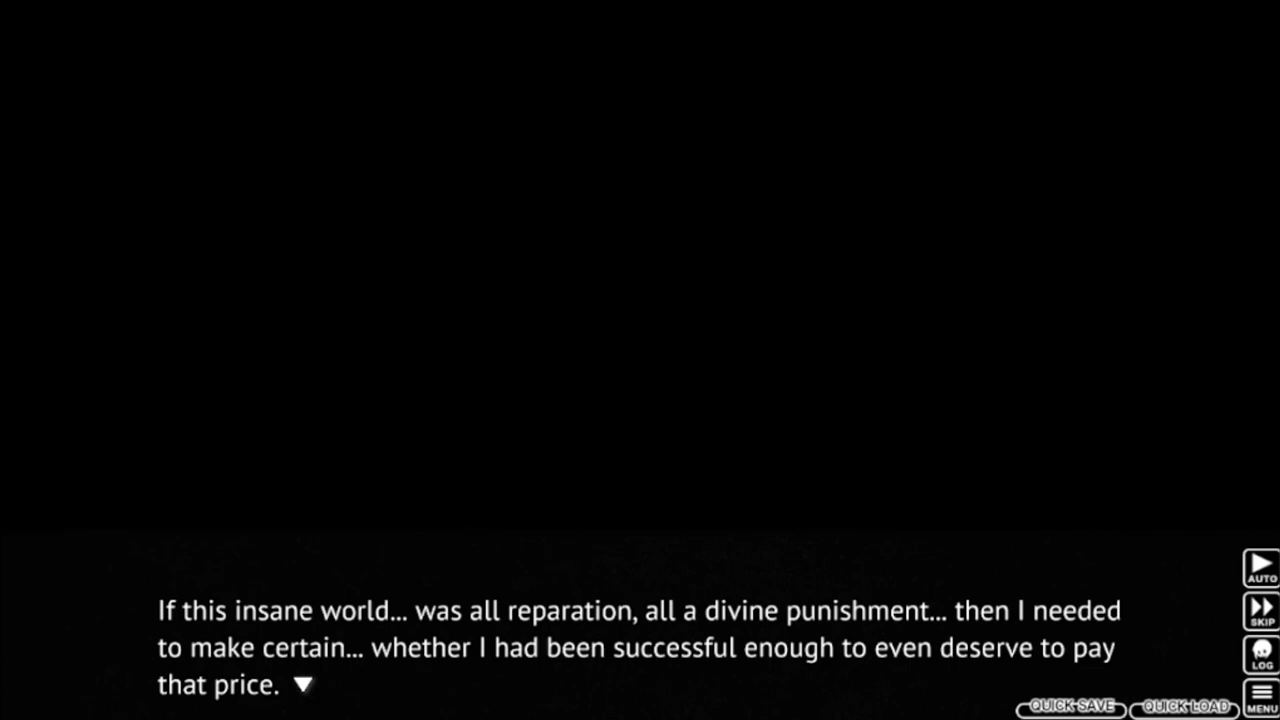 If this insane world... was all reparation, all a divine punishment... then I needed
to make certain... whether I had been successful enough to even deserve to pay
that price.
AUTO
SKIP
LOG
MENU
QUICK SAVE
QUICK LOAD